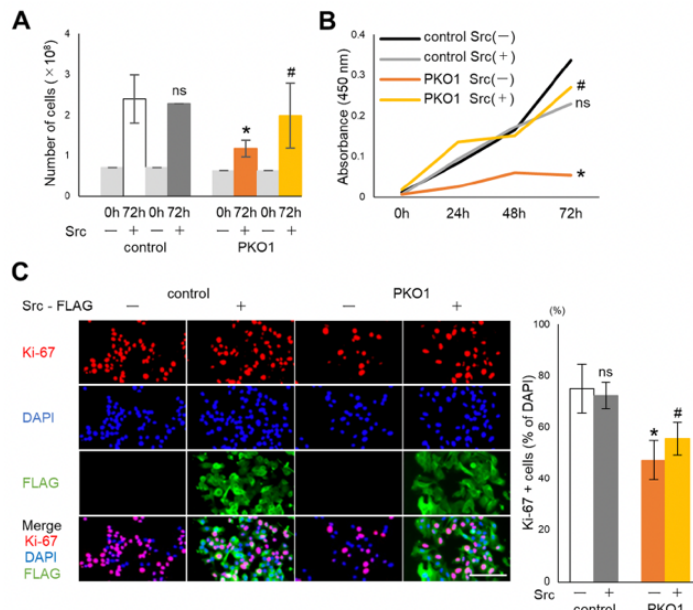 A
Number of cells (×10⁸)
4
3
2
1
0
ns
*
#
0h 72h 0h 72h 0h 72h 0h 72h
Src － ＋ － ＋ － ＋ － ＋
control PKO1
B
Absorbance (450 nm)
0.4
0.3
0.2
0.1
0
control Src(－)
control Src(＋)
PKO1 Src(－)
PKO1 Src(＋)
#
ns
*
0h 24h 48h 72h
C
control PKO1
Src - FLAG － ＋ － ＋
Ki-67
DAPI
FLAG
Merge
Ki-67
DAPI
FLAG
(%)
Ki-67 + cells (% of DAPI)
100
80
60
40
20
0
ns
*
#
Src － ＋ － ＋
control PKO1